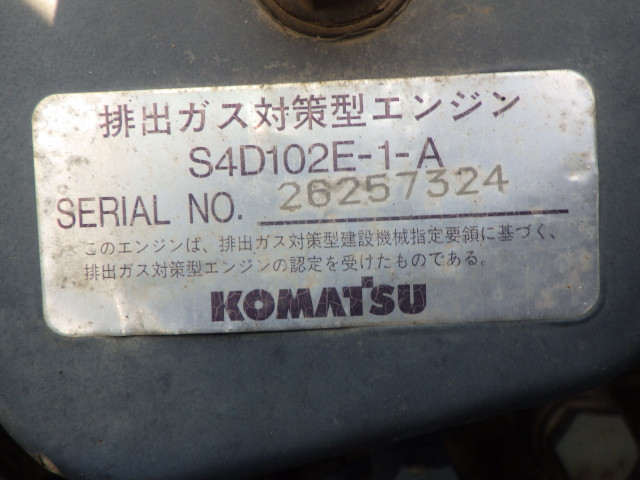 排出ガス対策型エンジン
S4D102E-1-A
SERIAL NO. 26257324
このエンジンは、排出ガス対策型建設機械指定要領に基づく、
排出ガス対策型エンジンの認定を受けたものである。
KOMATSU